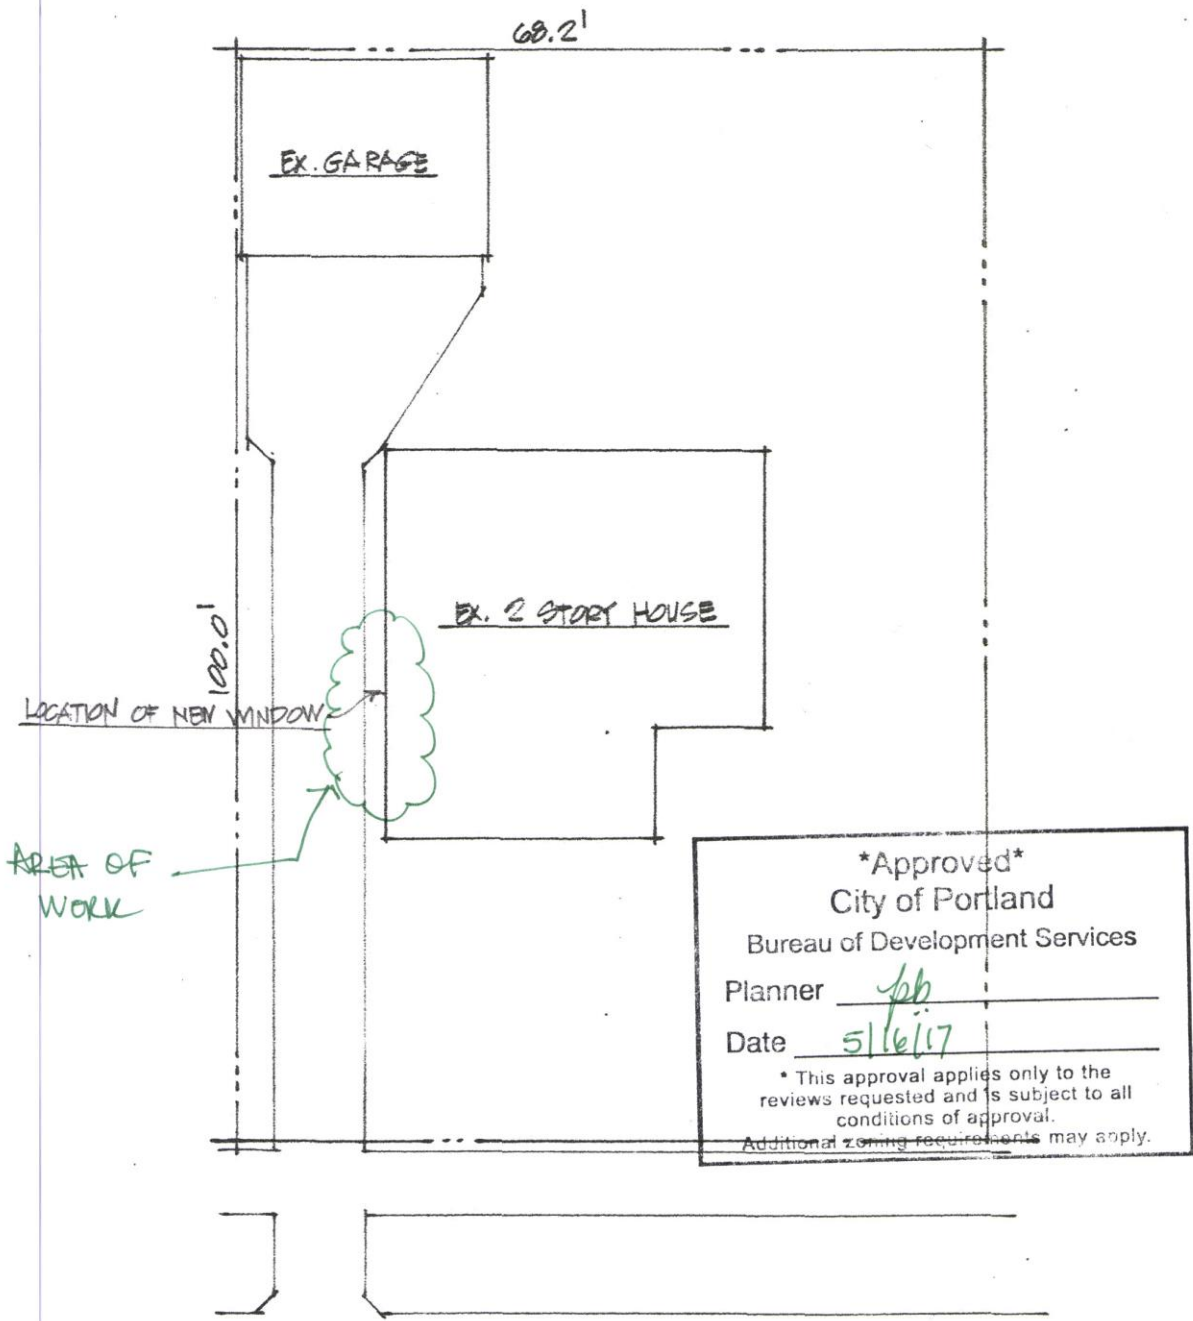 68.2'
EX. GARAGE
100.0'
EX. 2 STORY HOUSE
LOCATION OF NEW WINDOW
AREA OF
WORK
*Approved*
City of Portland
Bureau of Development Services
Planner
Date 5/16/17
* This approval applies only to the
reviews requested and is subject to all
conditions of approval.
Additional zoning requirements may apply.